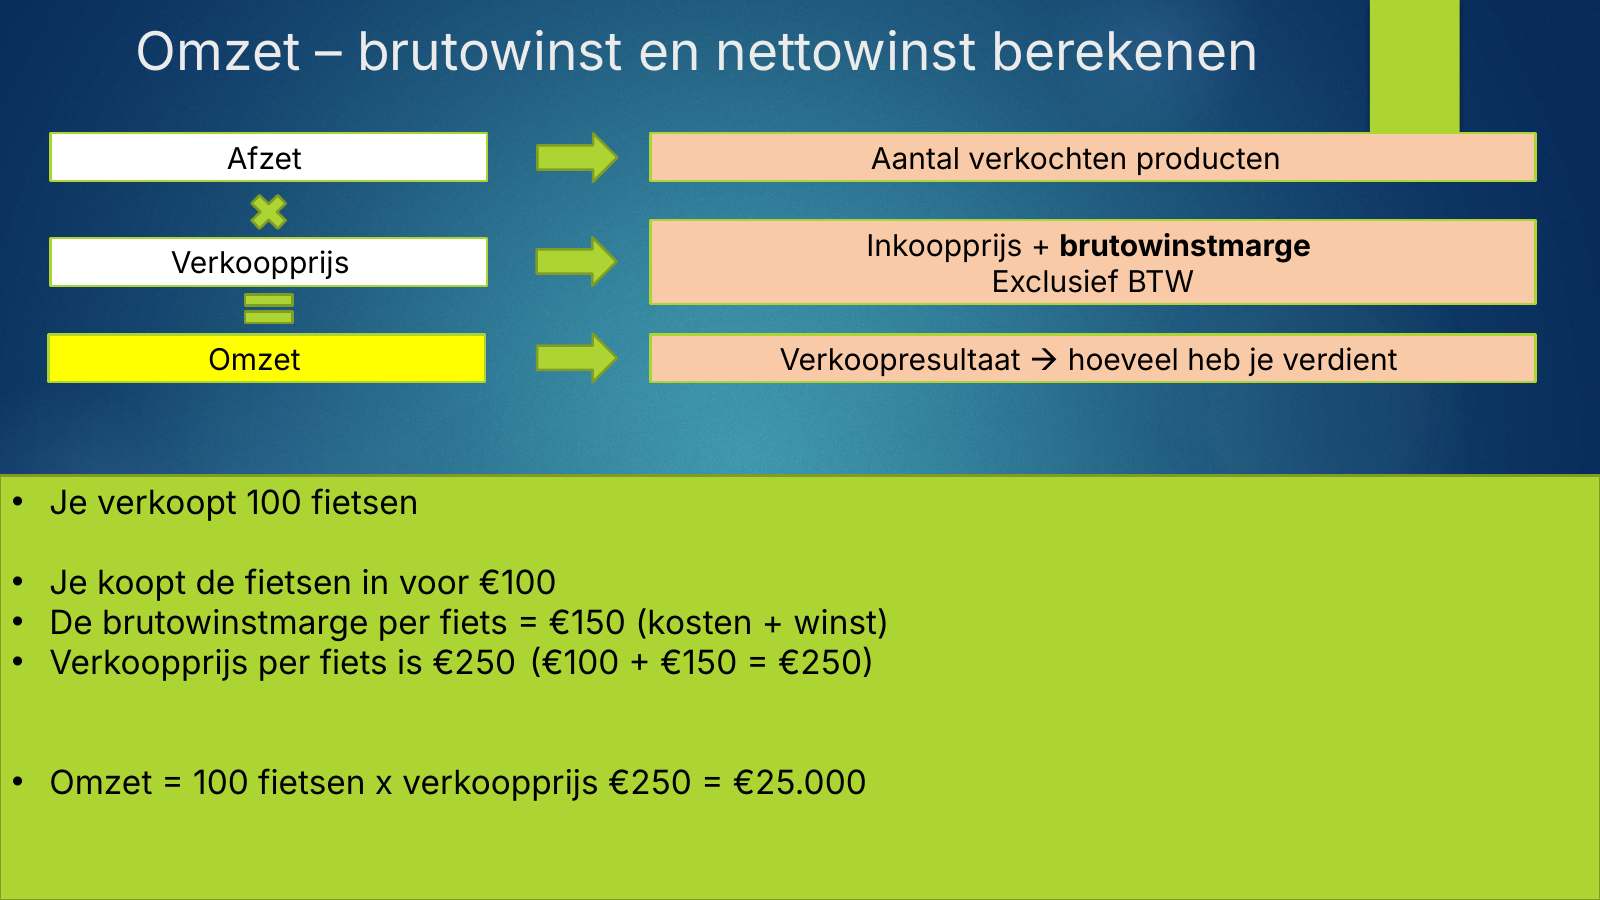 Omzet – brutowinst en nettowinst berekenen
Afzet
Aantal verkochten producten
Verkoopprijs
Inkoopprijs + brutowinstmarge
Exclusief BTW
Omzet
Verkoopresultaat → hoeveel heb je verdient
• Je verkoopt 100 fietsen
• Je koopt de fietsen in voor €100
• De brutowinstmarge per fiets = €150 (kosten + winst)
• Verkoopprijs per fiets is €250 (€100 + €150 = €250)
• Omzet = 100 fietsen x verkoopprijs €250 = €25.000